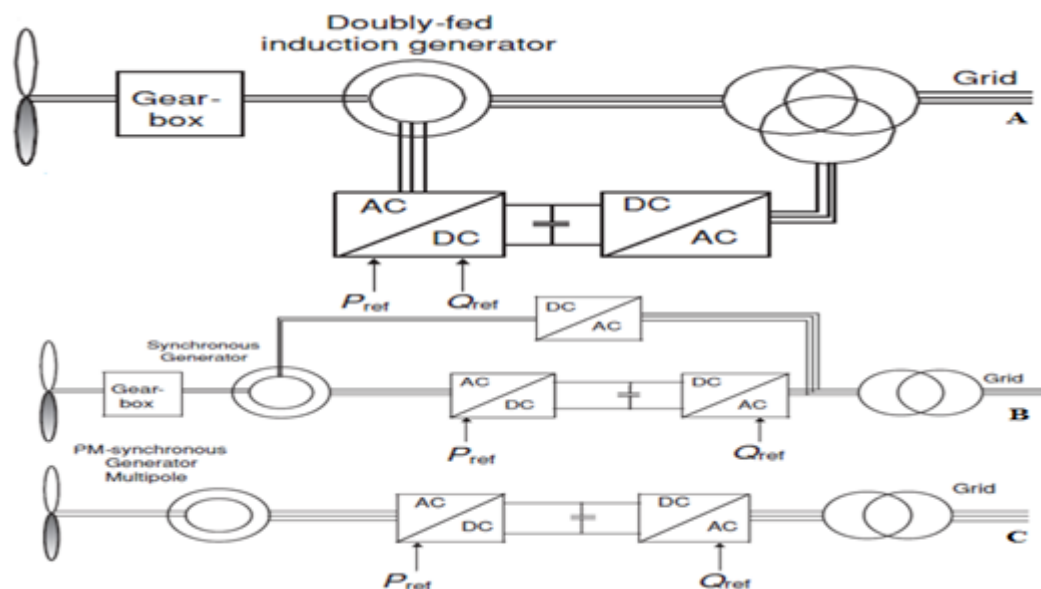 Doubly-fed
induction generator
Gear-
box
Grid
A
AC
DC
DC
AC
Pref
Qref
DC
AC
Synchronous
Generator
Gear-
box
AC
DC
DC
AC
Grid
B
Pref
Qref
PM-synchronous
Generator
Multipole
AC
DC
DC
AC
Grid
C
Pref
Qref